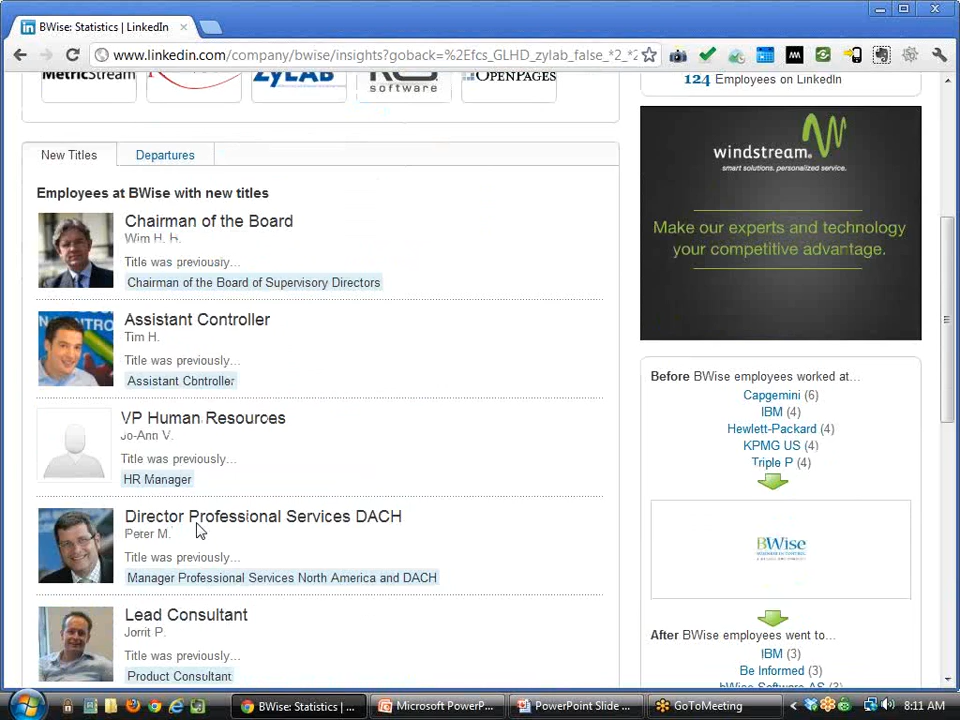 BWise: Statistics | LinkedIn
www.linkedin.com/company/bwise/insights?goback=%2Efcs_GLHD_zylab_false_*2_*2
MetricStream
ZyLAB
software
OPENPAGES
124 Employees on LinkedIn
New Titles
Departures
Employees at BWise with new titles
Chairman of the Board
Wim H. H.
Title was previously...
Chairman of the Board of Supervisory Directors
Assistant Controller
Tim H.
Title was previously...
Assistant Controller
VP Human Resources
Jo-Ann V.
Title was previously...
HR Manager
Director Professional Services DACH
Peter M.
Title was previously...
Manager Professional Services North America and DACH
Lead Consultant
Jorrit P.
Title was previously...
Product Consultant
windstream.
smart solutions. personalized service.
Make our experts and technology
your competitive advantage.
Before BWise employees worked at...
Capgemini (6)
IBM (4)
Hewlett-Packard (4)
KPMG US (4)
Triple P (4)
BWise
After BWise employees went to...
IBM (3)
Be Informed (3)
bWise Software AS (3)
BWise: Statistics | ...
Microsoft PowerP...
PowerPoint Slide ...
GoToMeeting
8:11 AM